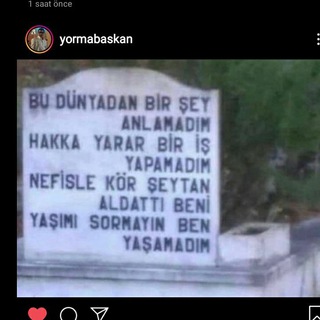 1 saat önce
yormabaskan
BU DÜNYADAN BİR ŞEY
ANLAMADIM
HAKKA YARAR BİR İŞ
YAPAMADIM
NEFİSLE KÖR ŞEYTAN
ALDATTI BENİ
YAŞIMI SORMAYIN BEN
YAŞAMADIM